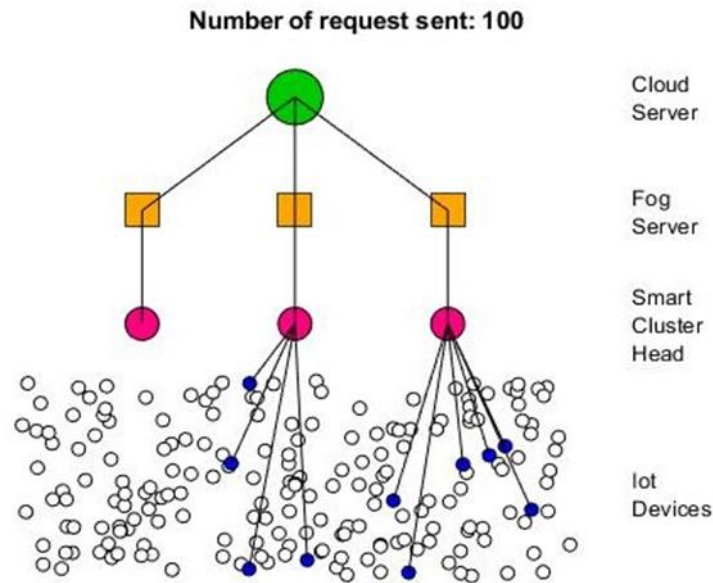 Number of request sent: 100
Cloud
Server
Fog
Server
Smart
Cluster
Head
Iot
Devices